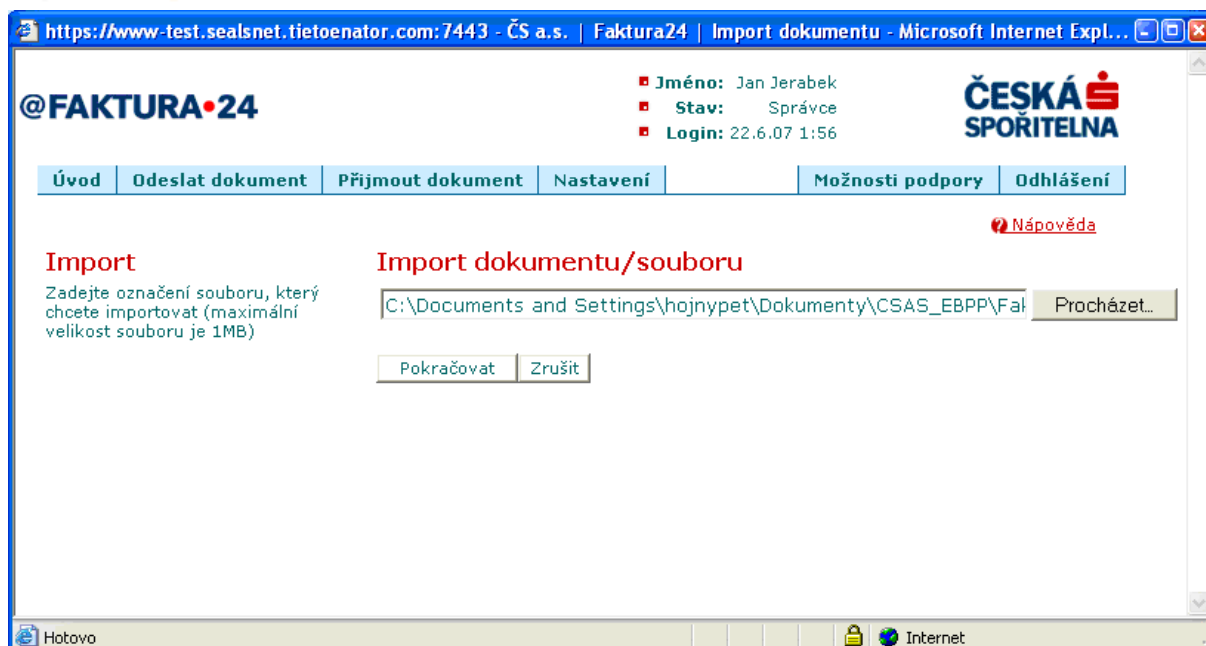 https://www-test.sealsnet.tietoenator.com:7443 - ČS a.s. | Faktura24 | Import dokumentu - Microsoft Internet Expl...
@FAKTURA•24
Jméno: Jan Jerabek
Stav: Správce
Login: 22.6.07 1:56
ČESKÁ
SPOŘITELNA
Úvod Odeslat dokument Přijmout dokument Nastavení Možnosti podpory Odhlášení
Nápověda
Import
Zadejte označení souboru, který
chcete importovat (maximální
velikost souboru je 1MB)
Import dokumentu/souboru
C:\Documents and Settings\hojnypet\Dokumenty\CSAS_EBPP\Fak Procházet...
Pokračovat Zrušit
Hotovo Internet